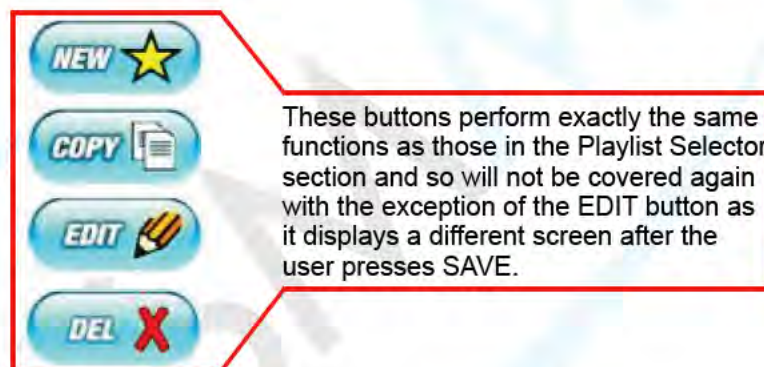 NEW
COPY
EDIT
DEL
These buttons perform exactly the same
functions as those in the Playlist Selector
section and so will not be covered again
with the exception of the EDIT button as
it displays a different screen after the
user presses SAVE.